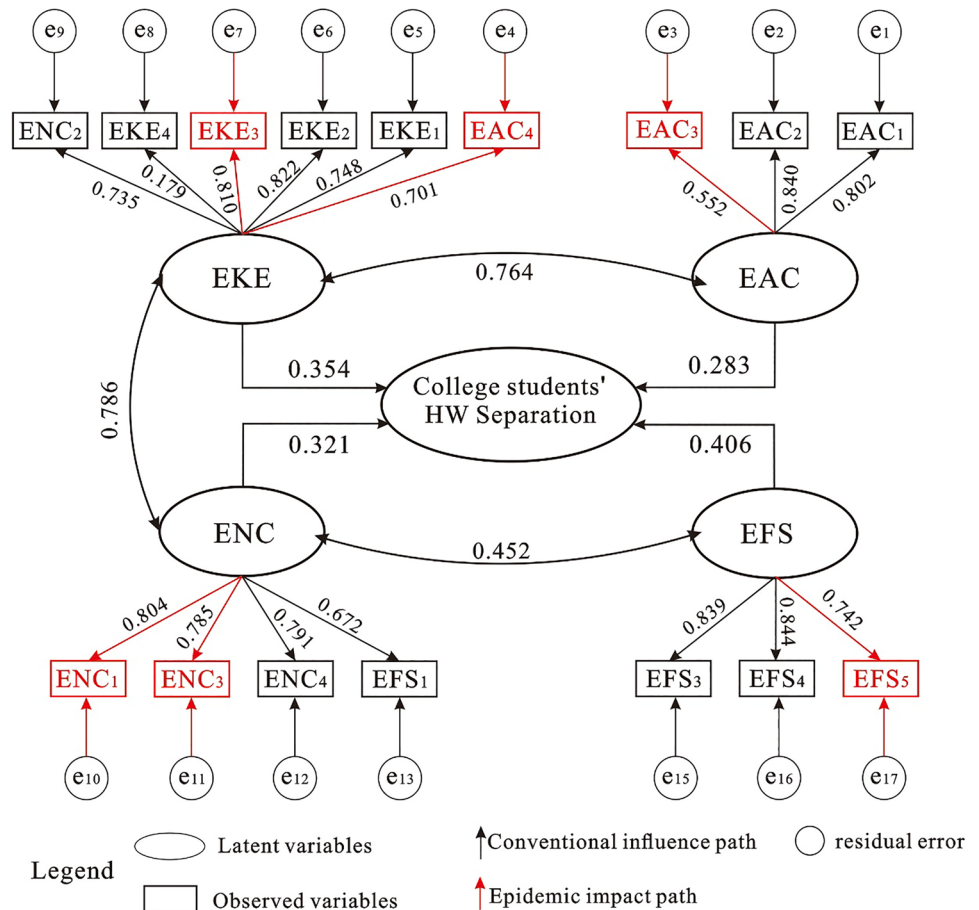 e9 e8 e7 e6 e5 e4 e3 e2 e1
ENC2 EKE4 EKE3 EKE2 EKE1 EAC4 EAC3 EAC2 EAC1
0.735 0.179 0.810 0.822 0.748 0.701 0.552 0.840 0.802
EKE 0.764 EAC
0.354 0.283
College students'
HW Separation
0.786
0.321 0.406
ENC 0.452 EFS
0.804 0.785 0.791 0.672 0.839 0.844 0.742
ENC1 ENC3 ENC4 EFS1 EFS3 EFS4 EFS5
e10 e11 e12 e13 e15 e16 e17
Legend
Latent variables
Conventional influence path
residual error
Observed variables
Epidemic impact path